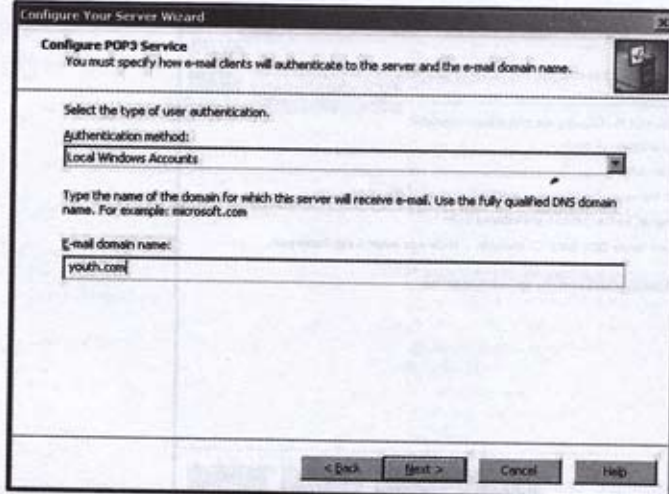 Configure Your Server Wizard
Configure POP3 Service
You must specify how e-mail clients will authenticate to the server and the e-mail domain name.
Select the type of user authentication.
Authentication method:
Local Windows Accounts
Type the name of the domain for which this server will receive e-mail. Use the fully qualified DNS domain
name. For example: microsoft.com
E-mail domain name:
youth.com
< Back
Next >
Cancel
Help